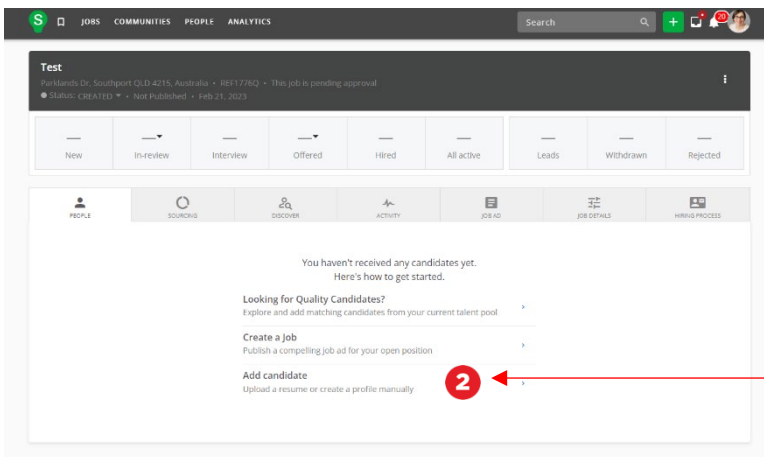 S JOBS COMMUNITIES PEOPLE ANALYTICS Search + 20
Test
Parklands Dr, Southport QLD 4215, Australia • REF1776Q • This job is pending approval
Status: CREATED • Not Published • Feb 21, 2023
New In-review Interview Offered Hired All active Leads Withdrawn Rejected
PEOPLE SOURCING DISCOVER ACTIVITY JOB AD JOB DETAILS HIRING PROCESS
You haven't received any candidates yet.
Here's how to get started.
Looking for Quality Candidates?
Explore and add matching candidates from your current talent pool
Create a Job
Publish a compelling job ad for your open position
Add candidate
Upload a resume or create a profile manually
2